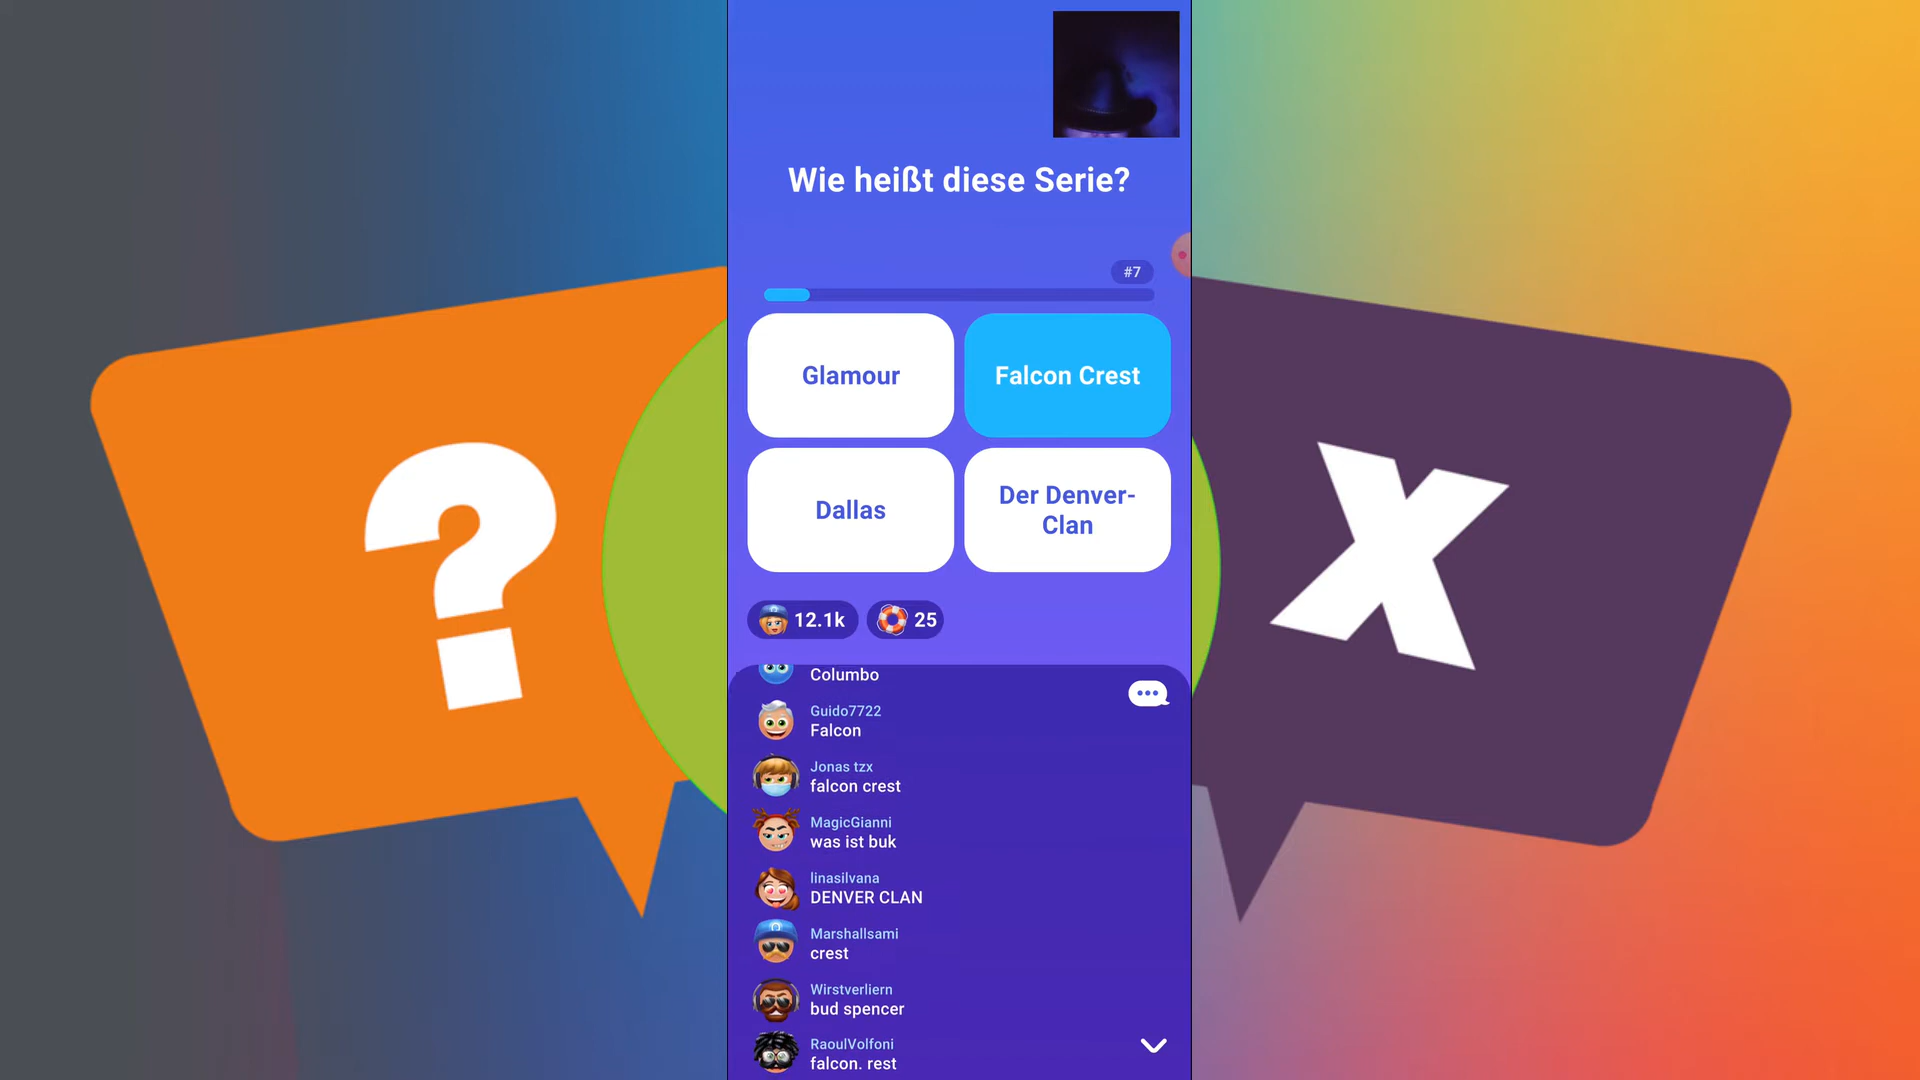 Wie heißt diese Serie?
#7
Glamour
Falcon Crest
Dallas
Der Denver-
Clan
12.1k
25
Columbo
Guido7722
Falcon
Jonas tzx
falcon crest
MagicGianni
was ist buk
linasilvana
DENVER CLAN
Marshallsami
crest
Wirstverliern
bud spencer
RaoulVolfoni
falcon. rest
? X